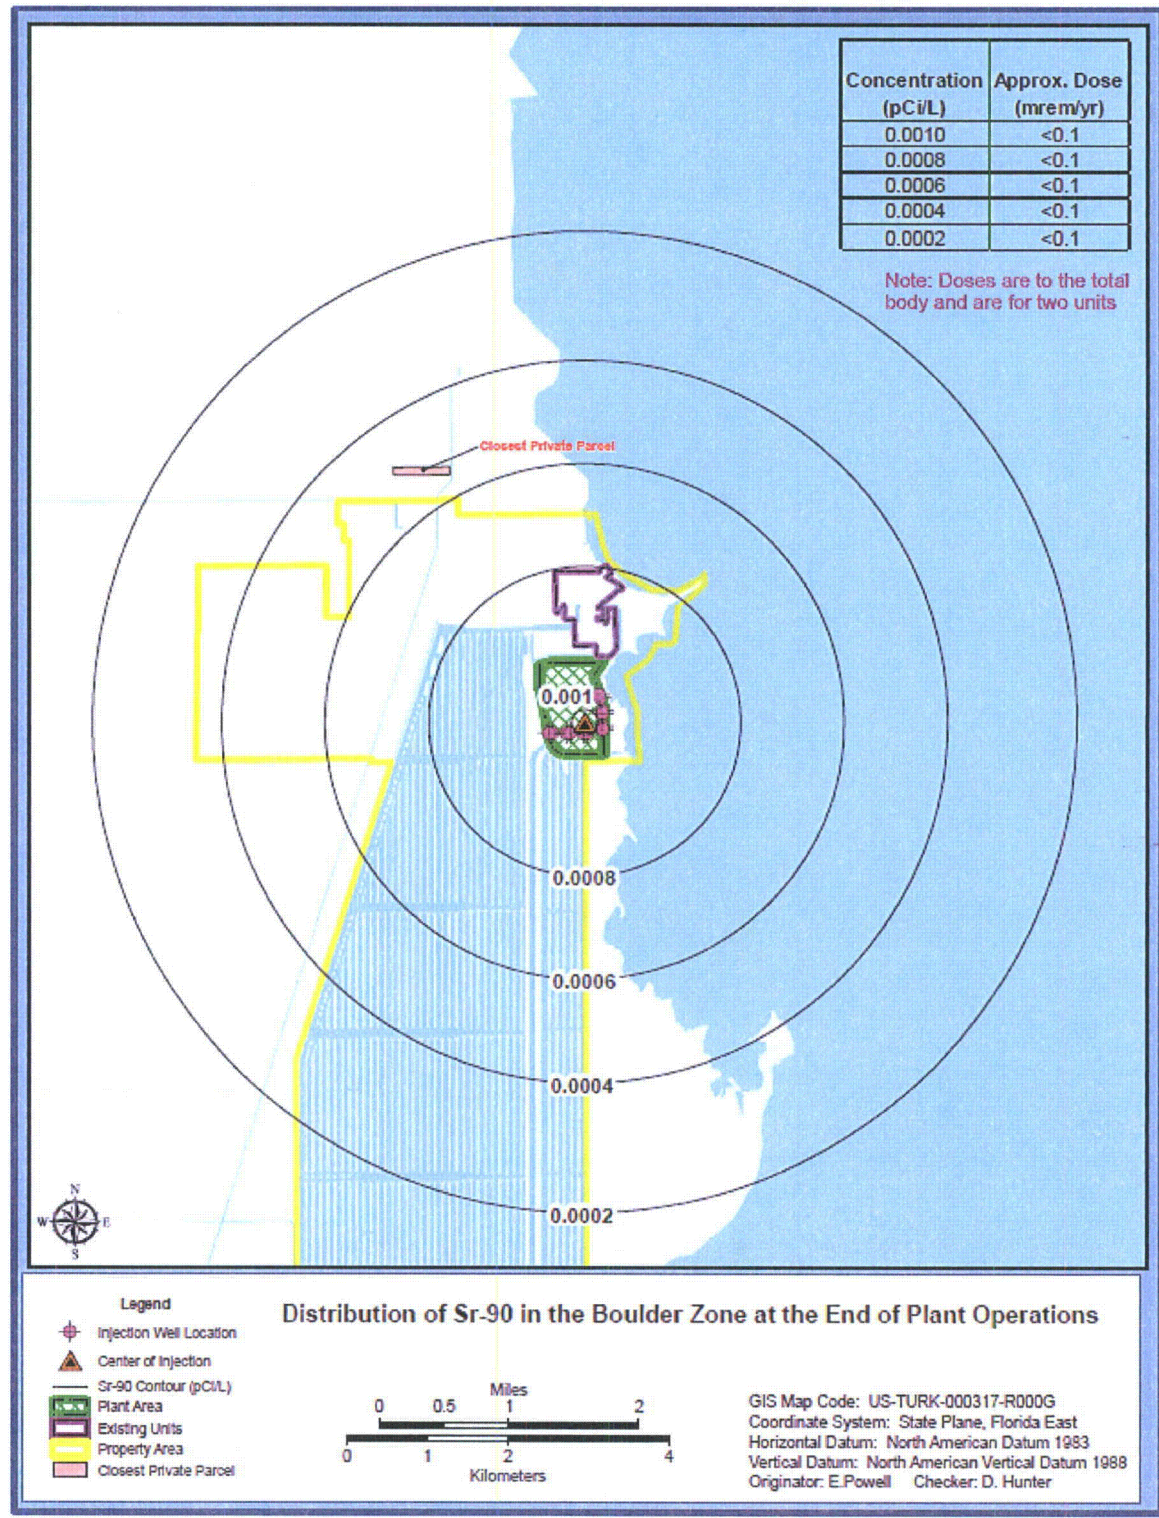 Concentration Approx. Dose
(pCi/L) (mrem/yr)
0.0010 <0.1
0.0008 <0.1
0.0006 <0.1
0.0004 <0.1
0.0002 <0.1
Note: Doses are to the total
body and are for two units
Closest Private Parcel
0.001
0.0008
0.0006
0.0004
0.0002
N
W E
S
Legend
Injection Well Location
Center of Injection
Sr-90 Contour (pCi/L)
Plant Area
Existing Units
Property Area
Closest Private Parcel
Distribution of Sr-90 in the Boulder Zone at the End of Plant Operations
Miles
0 0.5 1 2
0 1 2 4
Kilometers
GIS Map Code: US-TURK-000317-R000G
Coordinate System: State Plane, Florida East
Horizontal Datum: North American Datum 1983
Vertical Datum: North American Vertical Datum 1988
Originator: E.Powell Checker: D. Hunter